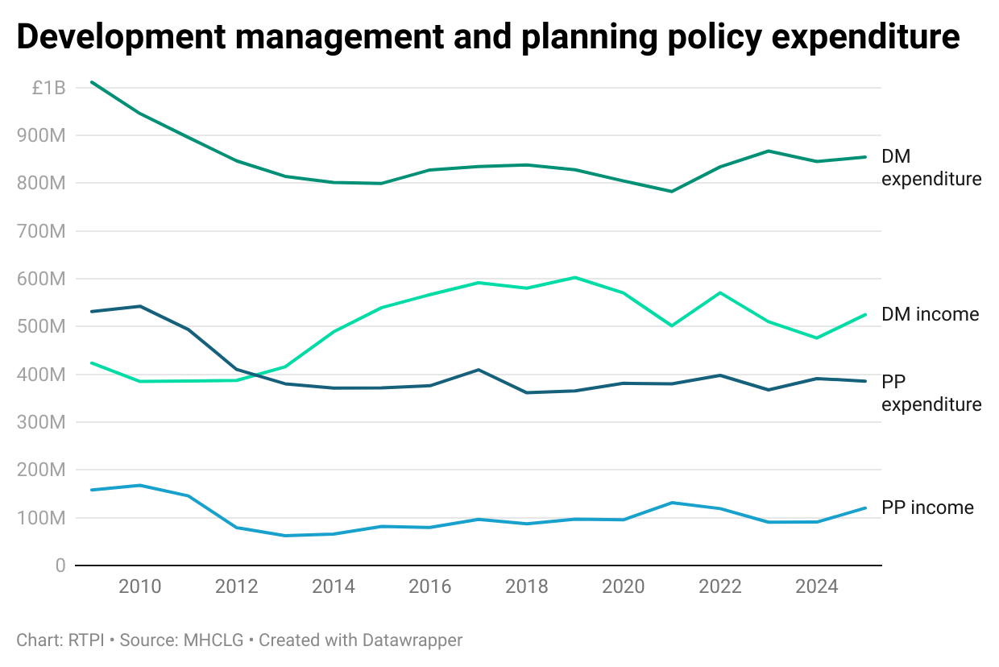 Development management and planning policy expenditure
£1B
900M
800M
700M
600M
500M
400M
300M
200M
100M
0
DM
expenditure
DM income
PP
expenditure
PP income
2010 2012 2014 2016 2018 2020 2022 2024
Chart: RTPI • Source: MHCLG • Created with Datawrapper